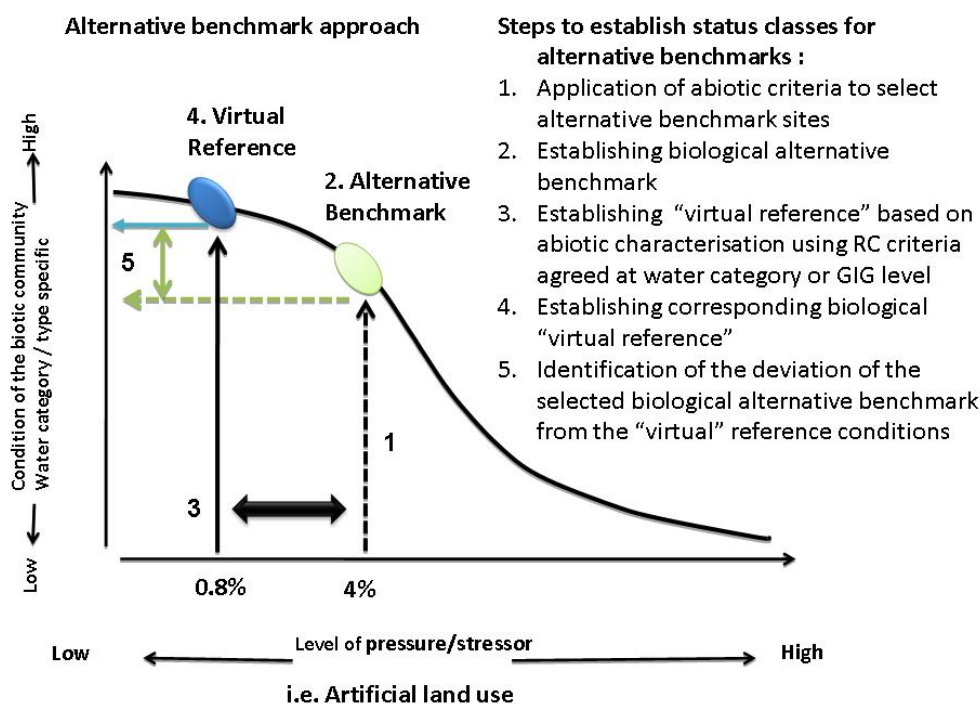 Alternative benchmark approach
4. Virtual
Reference
2. Alternative
Benchmark
5
1
3
0.8%
4%
High
Condition of the biotic community
Water category / type specific
Low
Low
Level of pressure/stressor
High
i.e. Artificial land use
Steps to establish status classes for
alternative benchmarks :
1. Application of abiotic criteria to select
alternative benchmark sites
2. Establishing biological alternative
benchmark
3. Establishing “virtual reference” based on
abiotic characterisation using RC criteria
agreed at water category or GIG level
4. Establishing corresponding biological
“virtual reference”
5. Identification of the deviation of the
selected biological alternative benchmark
from the “virtual” reference conditions